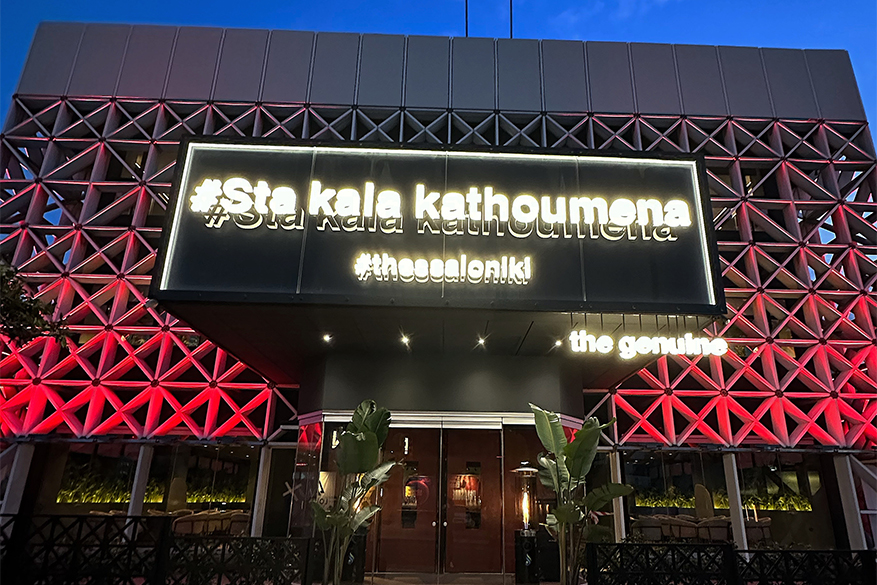 #Sta kala kathoumena
#thessaloniki
the genuine